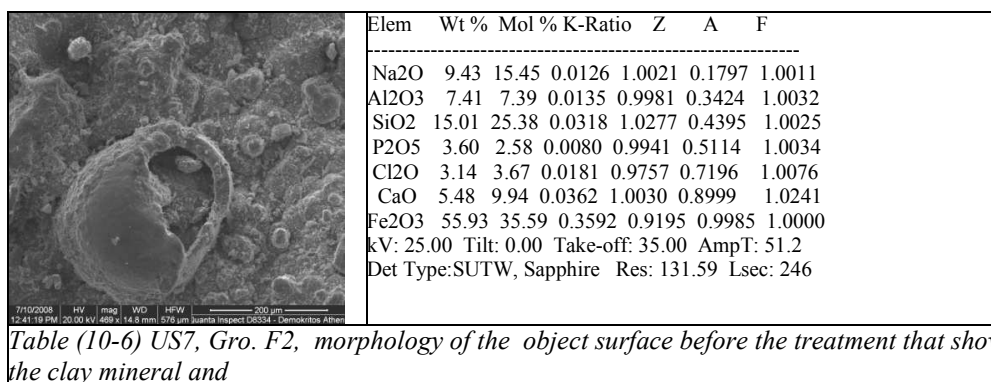 Elem Wt % Mol % K-Ratio Z A F
---------------------------------------------------------------
Na2O 9.43 15.45 0.0126 1.0021 0.1797 1.0011
Al2O3 7.41 7.39 0.0135 0.9981 0.3424 1.0032
SiO2 15.01 25.38 0.0318 1.0277 0.4395 1.0025
P2O5 3.60 2.58 0.0080 0.9941 0.5114 1.0034
Cl2O 3.14 3.67 0.0181 0.9757 0.7196 1.0076
CaO 5.48 9.94 0.0362 1.0030 0.8999 1.0241
Fe2O3 55.93 35.59 0.3592 0.9195 0.9985 1.0000
kV: 25.00 Tilt: 0.00 Take-off: 35.00 AmpT: 51.2
Det Type:SUTW, Sapphire Res: 131.59 Lsec: 246
7/10/2008 HV mag WD HFW 200 µm
12:41:19 PM 20.00 kV 469 x 14.8 mm 576 µm Quanta Inspect D8334 - Demokritos Athen
Table (10-6) US7, Gro. F2, morphology of the object surface before the treatment that sho
the clay mineral and